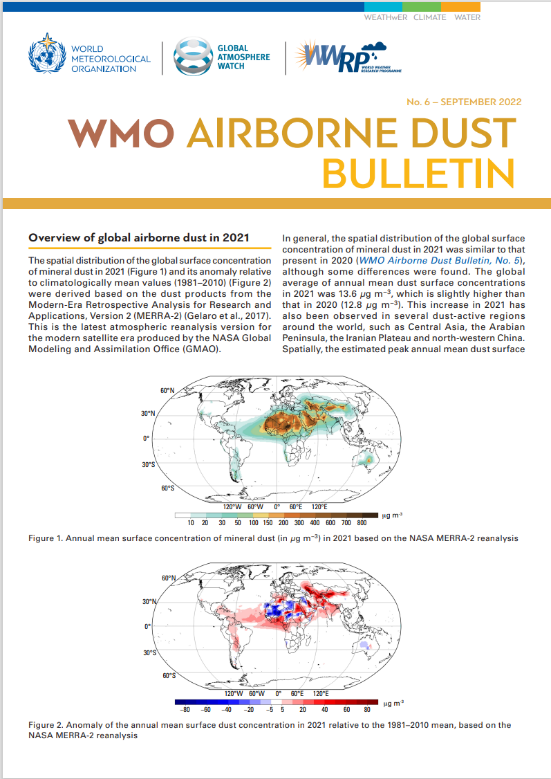 WEATHwER CLIMATE WATER
WORLD
METEOROLOGICAL
ORGANIZATION
GLOBAL
ATMOSPHERE
WATCH
WWRP
WORLD WEATHER
RESEARCH PROGRAMME
No. 6 – SEPTEMBER 2022
WMO AIRBORNE DUST
BULLETIN
Overview of global airborne dust in 2021
The spatial distribution of the global surface concentration
of mineral dust in 2021 (Figure 1) and its anomaly relative
to climatologically mean values (1981–2010) (Figure 2)
were derived based on the dust products from the
Modern-Era Retrospective Analysis for Research and
Applications, Version 2 (MERRA-2) (Gelaro et al., 2017).
This is the latest atmospheric reanalysis version for
the modern satellite era produced by the NASA Global
Modeling and Assimilation Office (GMAO).
In general, the spatial distribution of the global surface
concentration of mineral dust in 2021 was similar to that
present in 2020 (WMO Airborne Dust Bulletin, No. 5),
although some differences were found. The global
average of annual mean dust surface concentrations
in 2021 was 13.6 µg m⁻³, which is slightly higher than
that in 2020 (12.8 µg m⁻³). This increase in 2021 has
also been observed in several dust-active regions
around the world, such as Central Asia, the Arabian
Peninsula, the Iranian Plateau and north-western China.
Spatially, the estimated peak annual mean dust surface
60°N
30°N
0°
30°S
60°S
120°W 60°W 0° 60°E 120°E
10 20 30 50 100 150 200 300 400 600 700 800 µg m⁻³
Figure 1. Annual mean surface concentration of mineral dust (in µg m⁻³) in 2021 based on the NASA MERRA-2 reanalysis
60°N
30°N
0°
30°S
60°S
120°W 60°W 0° 60°E 120°E
–80 –60 –40 –20 –5 5 20 40 60 80 µg m⁻³
Figure 2. Anomaly of the annual mean surface dust concentration in 2021 relative to the 1981–2010 mean, based on the
NASA MERRA-2 reanalysis